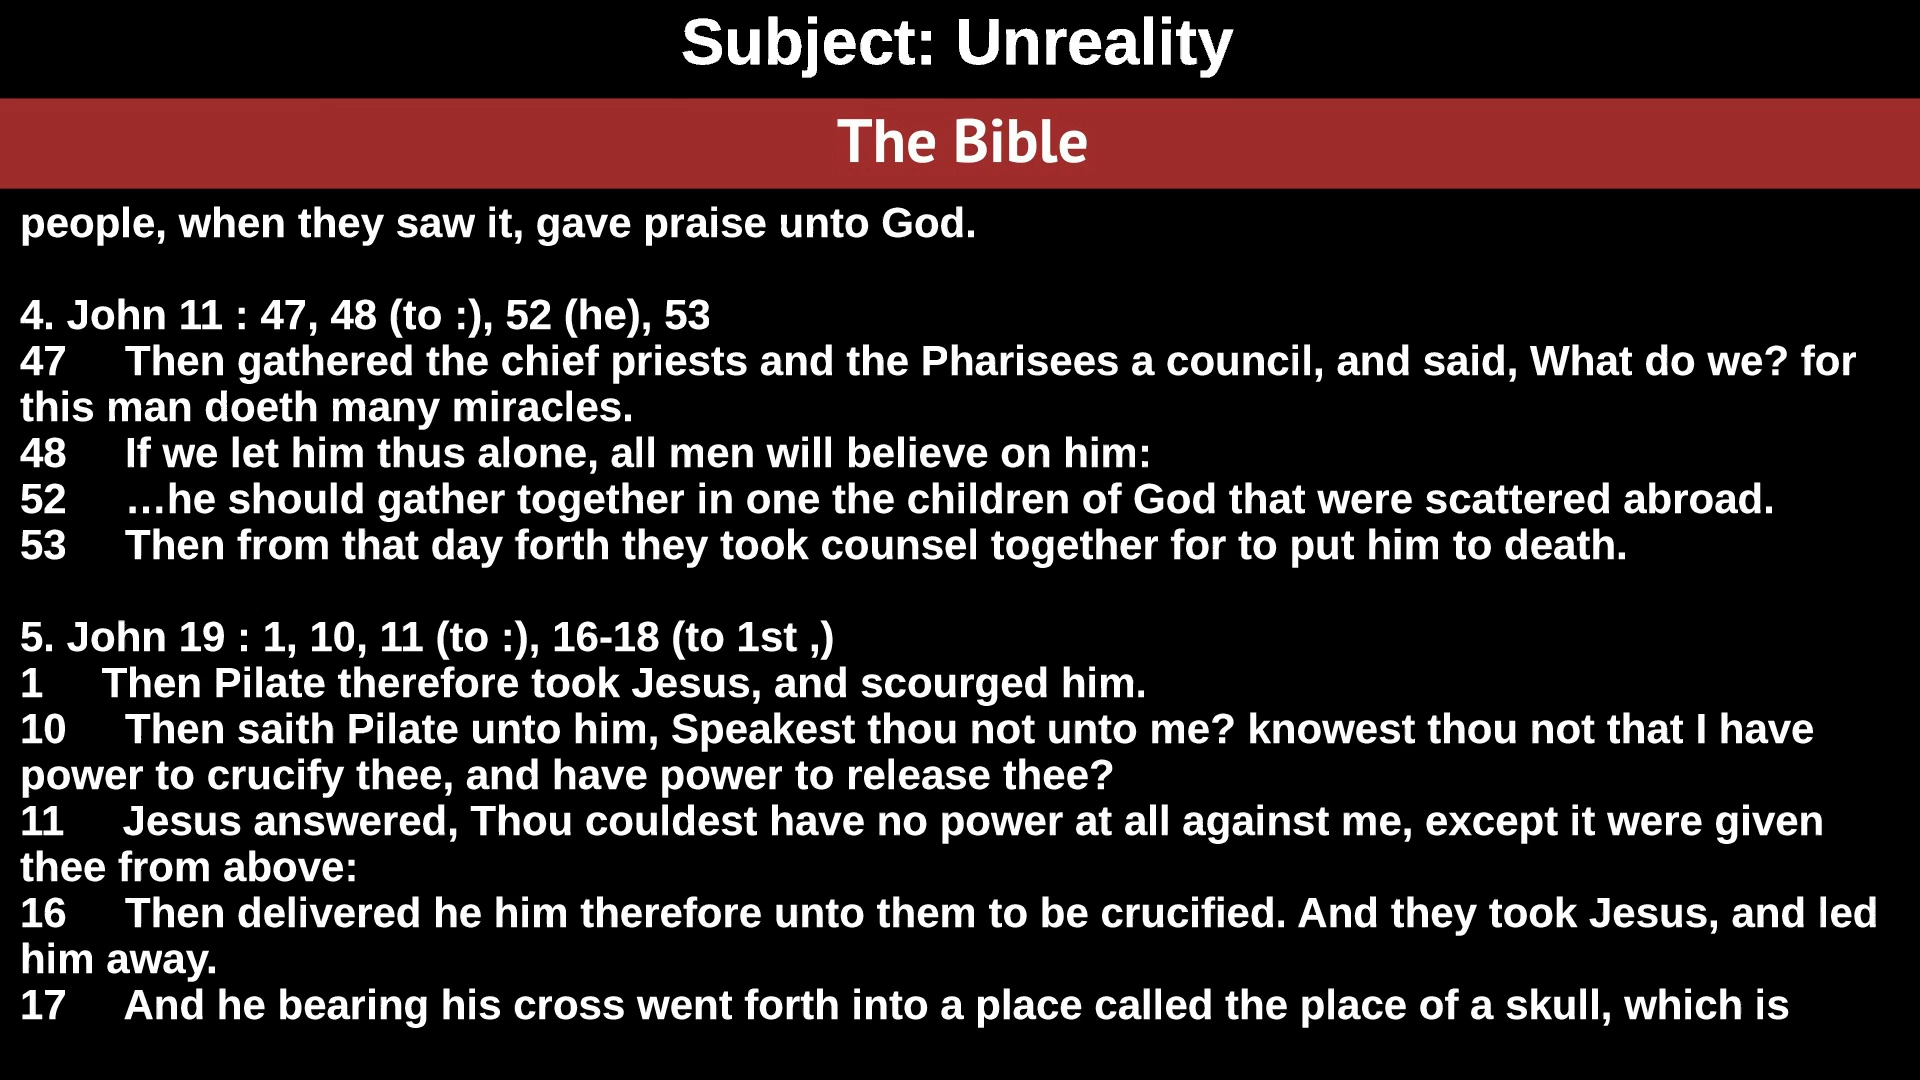 Subject: Unreality
The Bible
people, when they saw it, gave praise unto God.
4. John 11 : 47, 48 (to :), 52 (he), 53
47 Then gathered the chief priests and the Pharisees a council, and said, What do we? for
this man doeth many miracles.
48 If we let him thus alone, all men will believe on him:
52 …he should gather together in one the children of God that were scattered abroad.
53 Then from that day forth they took counsel together for to put him to death.
5. John 19 : 1, 10, 11 (to :), 16-18 (to 1st ,)
1 Then Pilate therefore took Jesus, and scourged him.
10 Then saith Pilate unto him, Speakest thou not unto me? knowest thou not that I have
power to crucify thee, and have power to release thee?
11 Jesus answered, Thou couldest have no power at all against me, except it were given
thee from above:
16 Then delivered he him therefore unto them to be crucified. And they took Jesus, and led
him away.
17 And he bearing his cross went forth into a place called the place of a skull, which is